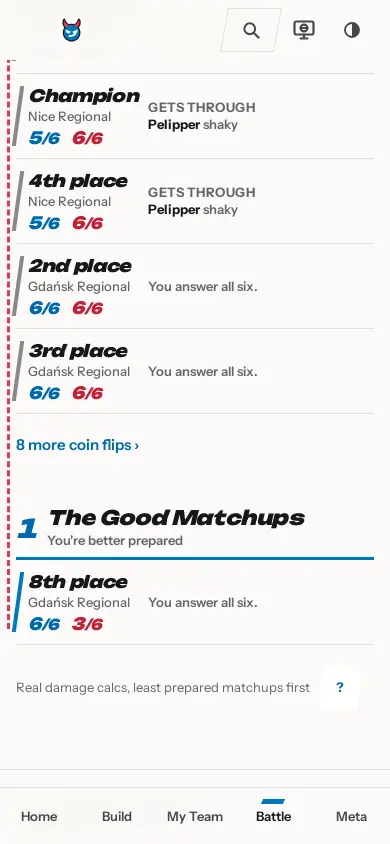 Champion
Nice Regional
5/6 6/6
GETS THROUGH
Pelipper shaky
4th place
Nice Regional
5/6 6/6
GETS THROUGH
Pelipper shaky
2nd place
Gdańsk Regional
6/6 6/6
You answer all six.
3rd place
Gdańsk Regional
6/6 6/6
You answer all six.
8 more coin flips ›
1 The Good Matchups
You're better prepared
8th place
Gdańsk Regional
6/6 3/6
You answer all six.
Real damage calcs, least prepared matchups first ?
Home Build My Team Battle Meta